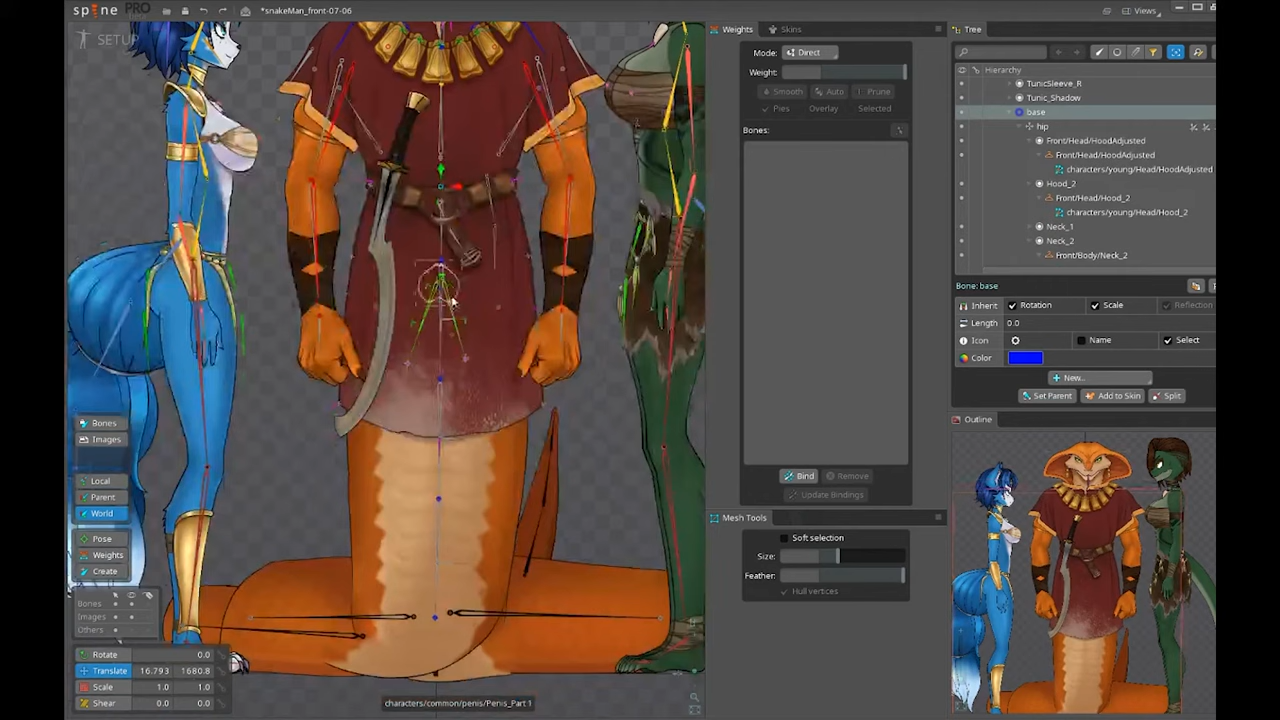 spine PRO
*snakeMan_front-07-06
Views
SETUP
Weights
Skins
Tree
Mode:
Direct
Weight:
Smooth
Auto
Prune
Pies
Overlay
Selected
Bones:
Bind
Remove
Update Bindings
Mesh Tools
Soft selection
Size:
Feather:
Hull vertices
Hierarchy
TunicSleeve_R
Tunic_Shadow
base
hip
Front/Head/HoodAdjusted
Front/Head/HoodAdjusted
characters/young/Head/HoodAdjusted
Hood_2
Front/Head/Hood_2
characters/young/Head/Hood_2
Neck_1
Neck_2
Front/Body/Neck_2
Bone: base
Inherit
Rotation
Scale
Reflection
Length
0.0
Icon
Name
Select
Color
New...
Set Parent
Add to Skin
Split
Outline
Bones
Images
Local
Parent
World
Pose
Weights
Create
Bones
Images
Others
Rotate
0.0
Translate
16.793
1680.8
Scale
1.0
1.0
Shear
0.0
0.0
characters/common/penis/Penis_Part 1